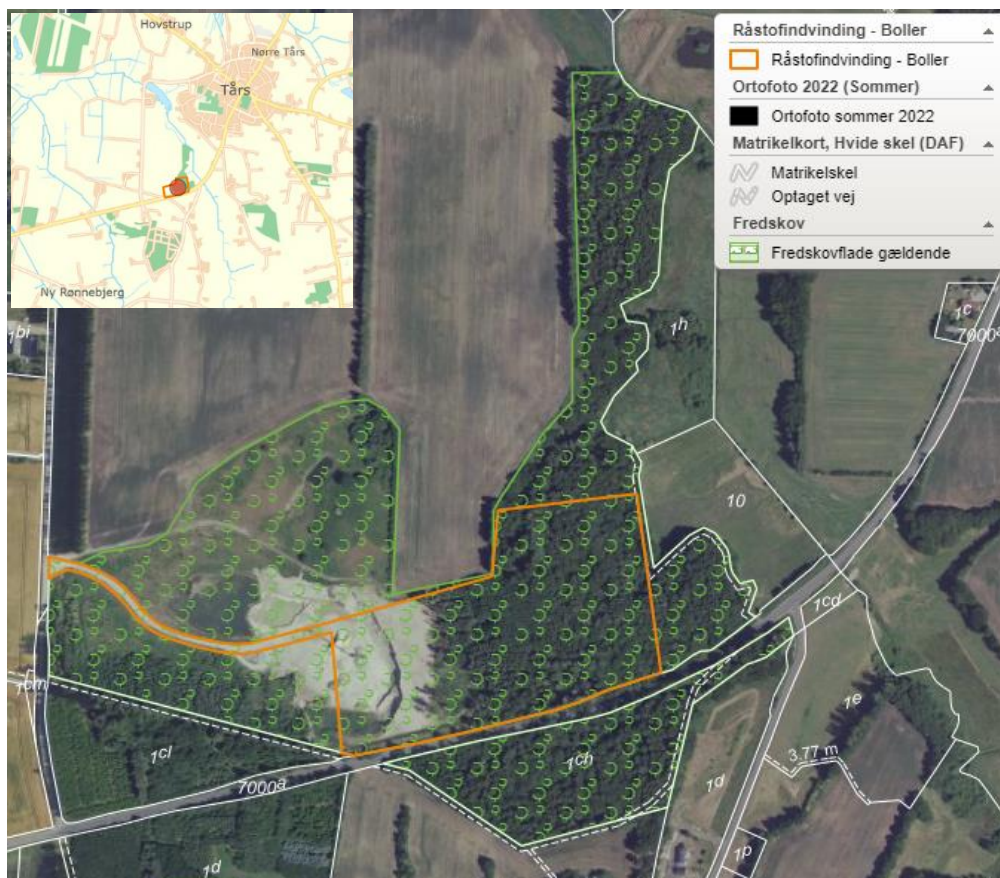 Hovstrup
Nørre Tårs
Tårs
Ny Rønnebjerg
Råstofindvinding - Boller
Råstofindvinding - Boller
Ortofoto 2022 (Sommer)
Ortofoto sommer 2022
Matrikelkort, Hvide skel (DAF)
Matrikelskel
Optaget vej
Fredskov
Fredskovflade gældende
1bi
1c
7000a
1h
10
1cd
1cm
1e
1cl
3.77 m
1ch
7000a
1d
1d
1p